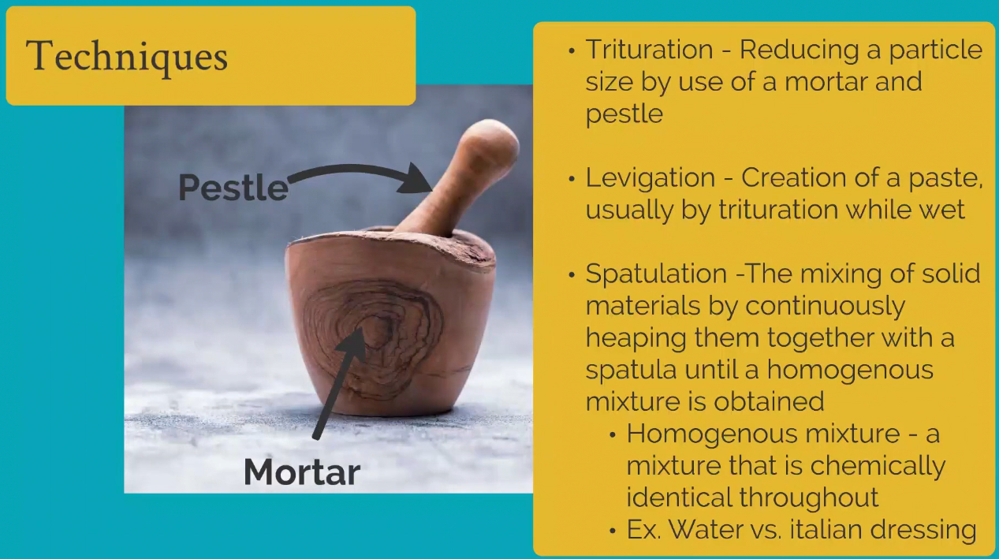 Techniques
Pestle
Mortar
• Trituration - Reducing a particle
size by use of a mortar and
pestle
• Levigation - Creation of a paste,
usually by trituration while wet
• Spatulation -The mixing of solid
materials by continuously
heaping them together with a
spatula until a homogenous
mixture is obtained
• Homogenous mixture - a
mixture that is chemically
identical throughout
• Ex. Water vs. italian dressing